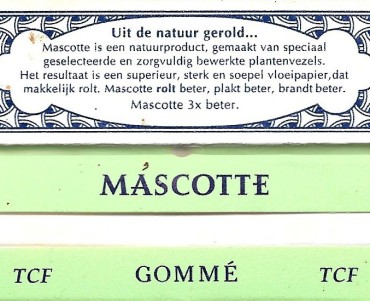 Uit de natuur gerold...
Mascotte is een natuurproduct, gemaakt van speciaal
geselecteerde en zorgvuldig bewerkte plantenvezels.
Het resultaat is een superieur, sterk en soepel vloeipapier,dat
makkelijk rolt. Mascotte rolt beter, plakt beter, brandt beter.
Mascotte 3x beter.
MASCOTTE
TCF GOMMÉ TCF